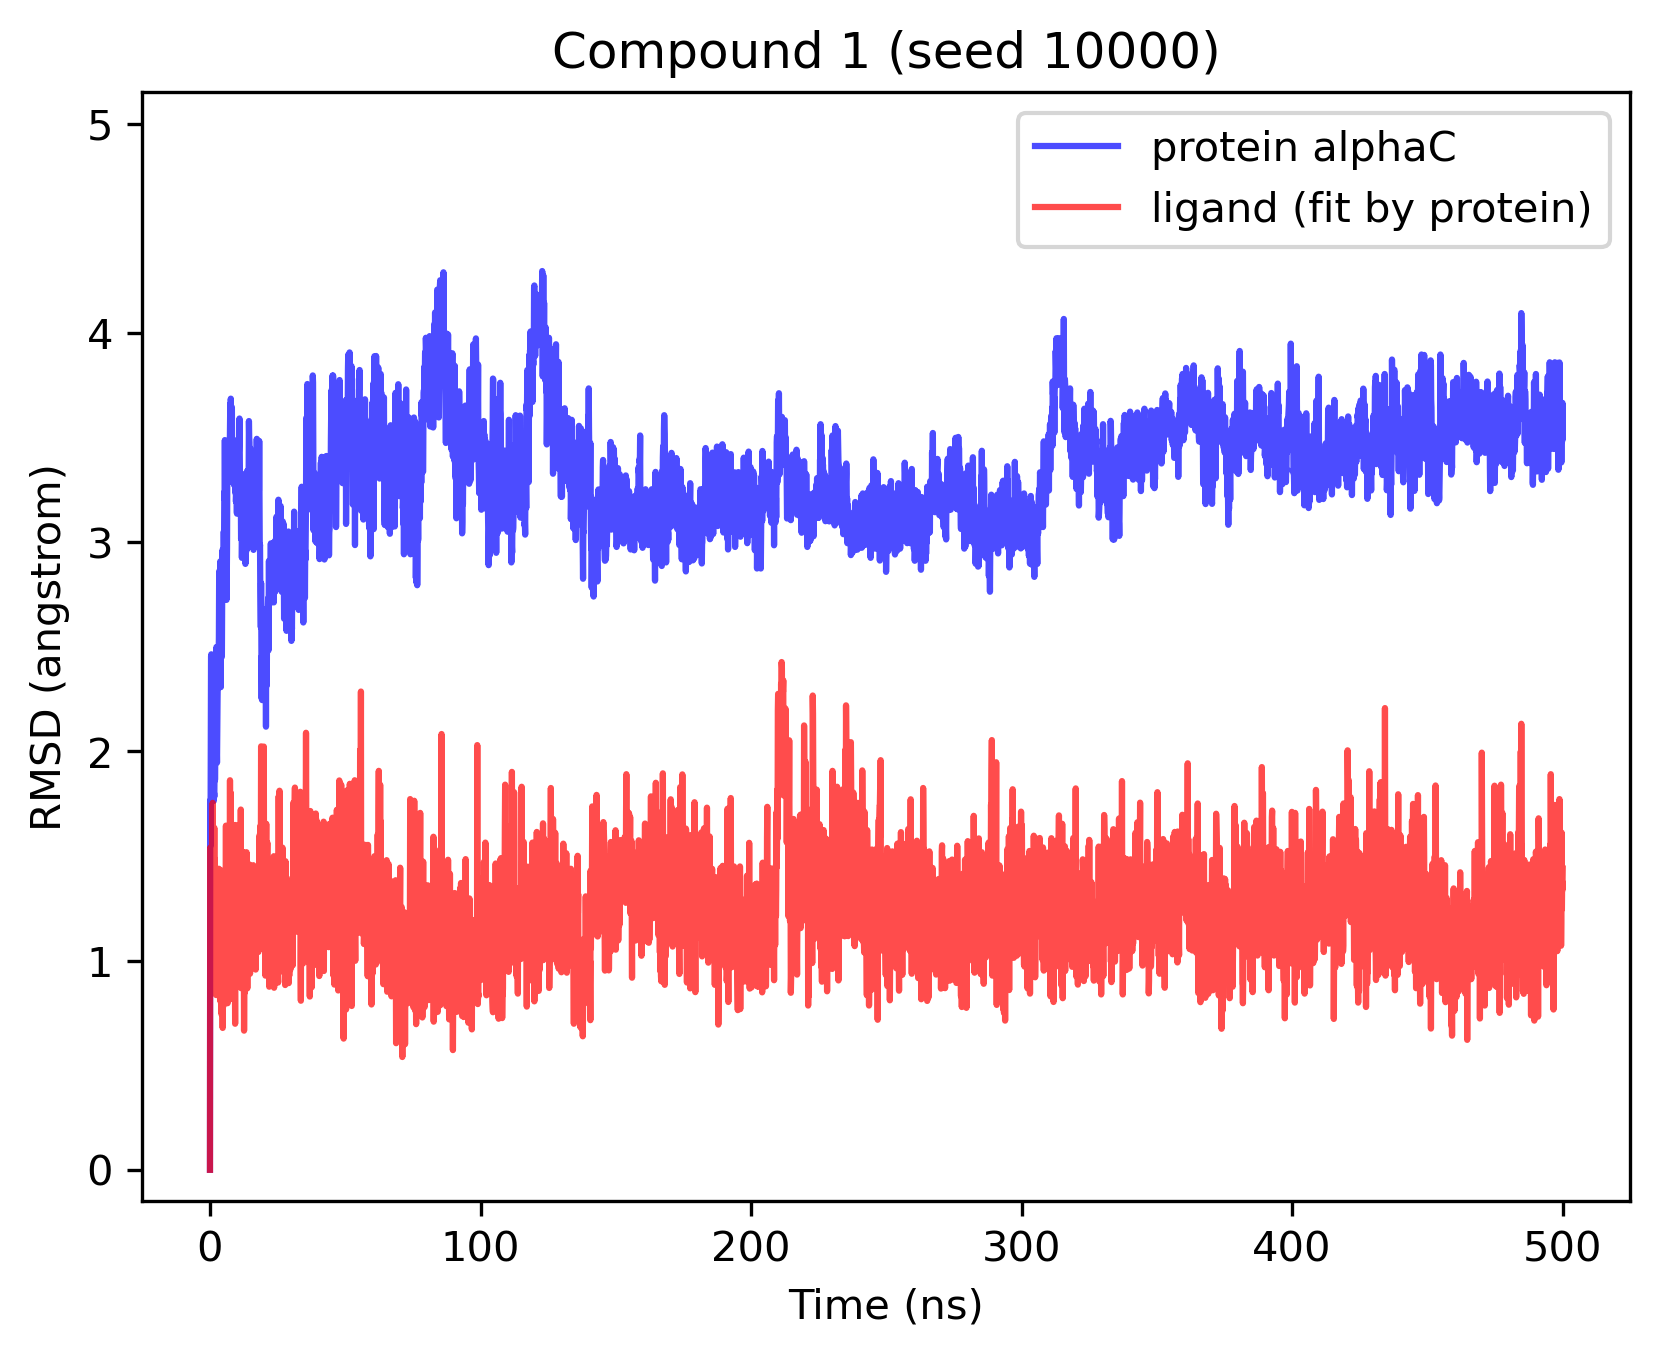 Compound 1 (seed 10000)
protein alphaC
ligand (fit by protein)
RMSD (angstrom)
5
4
3
2
1
0
0 100 200 300 400 500
Time (ns)